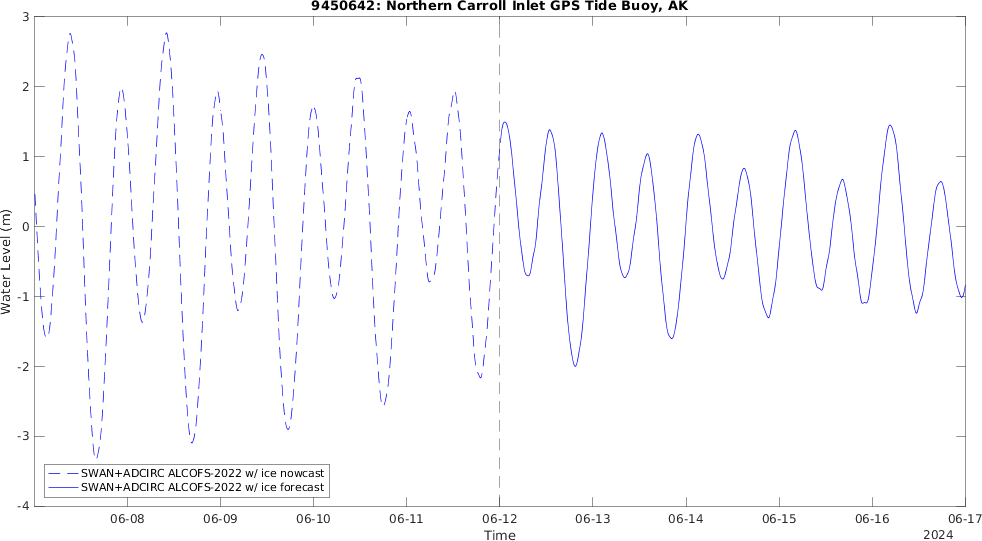 9450642: Northern Carroll Inlet GPS Tide Buoy, AK
Water Level (m)
3
2
1
0
-1
-2
-3
-4
SWAN+ADCIRC ALCOFS-2022 w/ ice nowcast
SWAN+ADCIRC ALCOFS-2022 w/ ice forecast
06-08 06-09 06-10 06-11 06-12 06-13 06-14 06-15 06-16 06-17
Time
2024